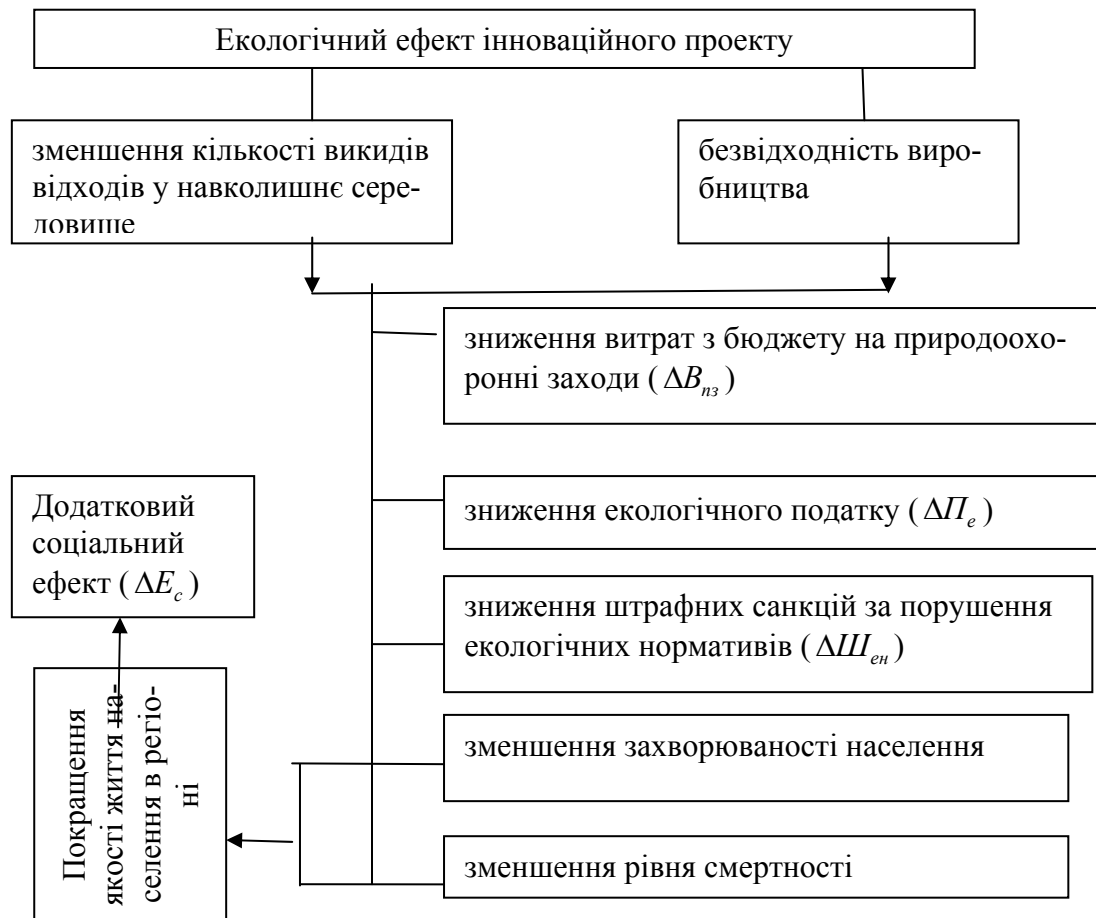 Екологічний ефект інноваційного проекту
зменшення кількості викидів
відходів у навколишнє сере-
довище
безвідходність виро-
бництва
зниження витрат з бюджету на природоохо-
ронні заходи (ΔВпз)
зниження екологічного податку (ΔПе)
Додатковий
соціальний
ефект (ΔЕс)
зниження штрафних санкцій за порушення
екологічних нормативів (ΔШен)
Покращення
якості життя на-
селення в регіо-
ні
зменшення захворюваності населення
зменшення рівня смертності